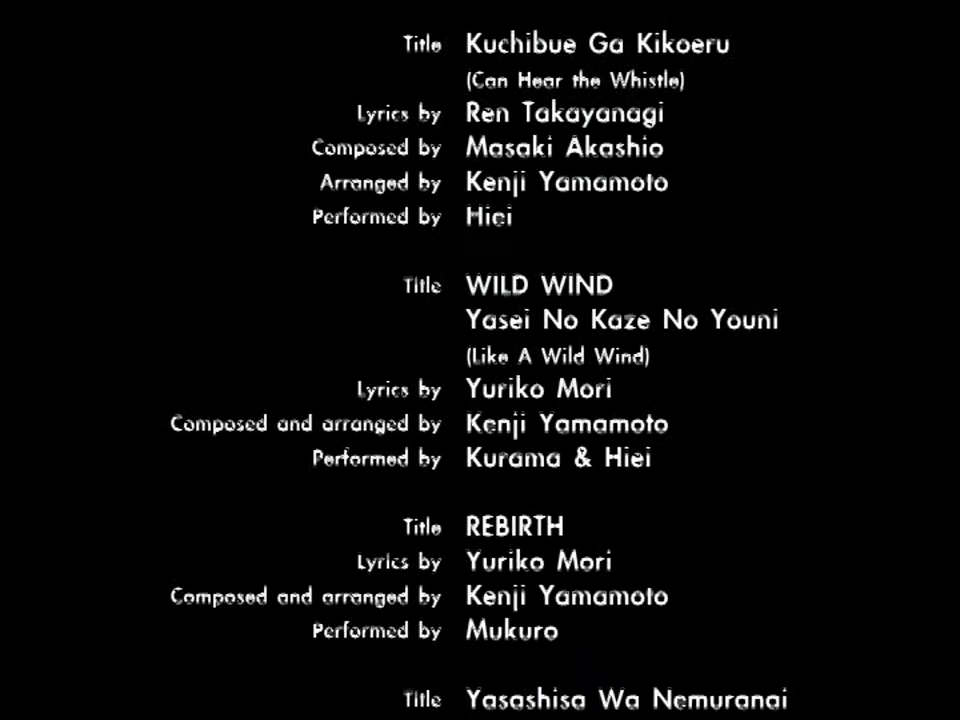 Title Kuchibue Ga Kikoeru
(Can Hear the Whistle)
Lyrics by Ren Takayanagi
Composed by Masaki Akashio
Arranged by Kenji Yamamoto
Performed by Hiei
Title WILD WIND
Yasei No Kaze No Youni
(Like A Wild Wind)
Lyrics by Yuriko Mori
Composed and arranged by Kenji Yamamoto
Performed by Kurama & Hiei
Title REBIRTH
Lyrics by Yuriko Mori
Composed and arranged by Kenji Yamamoto
Performed by Mukuro
Title Yasashisa Wa Nemuranai